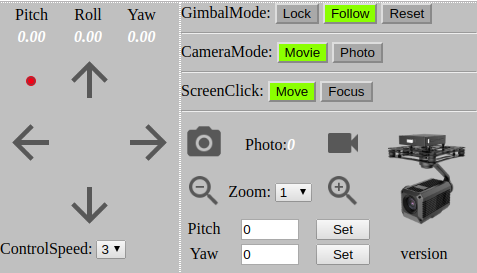 Pitch Roll Yaw
0.00 0.00 0.00
ControlSpeed: 3
GimbalMode: Lock Follow Reset
CameraMode: Movie Photo
ScreenClick: Move Focus
Photo:0
Zoom: 1
Pitch 0 Set
Yaw 0 Set
version